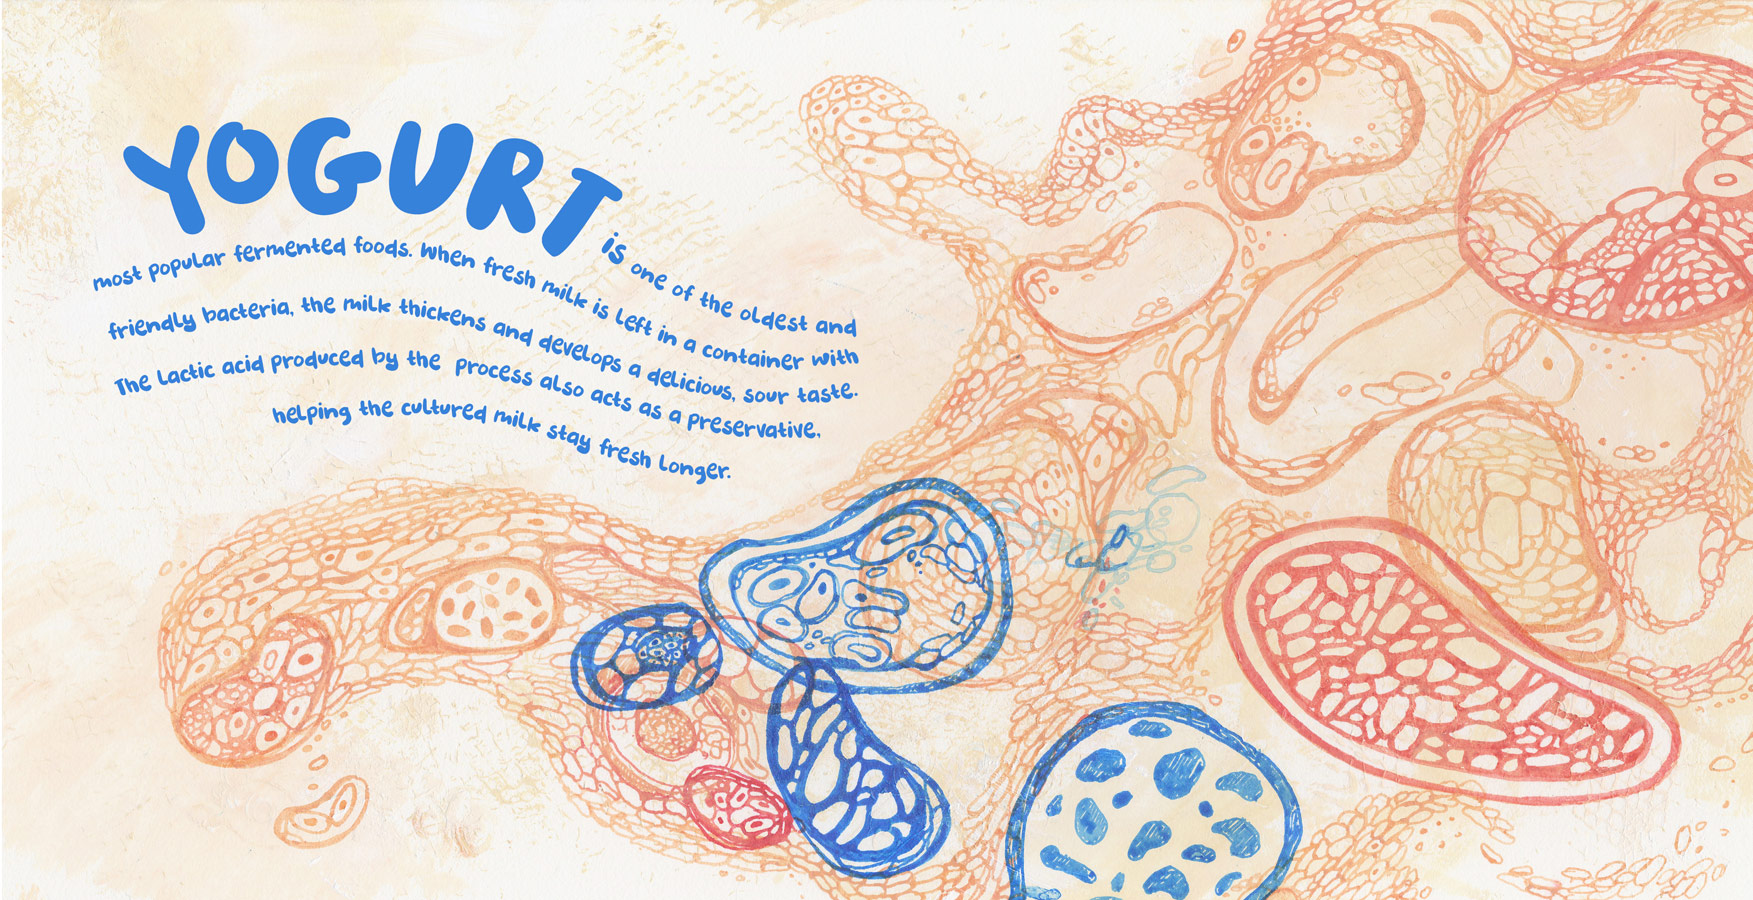 YOGURT is one of the oldest and
most popular fermented foods. When fresh milk is left in a container with
friendly bacteria, the milk thickens and develops a delicious, sour taste.
The lactic acid produced by the process also acts as a preservative,
helping the cultured milk stay fresh longer.